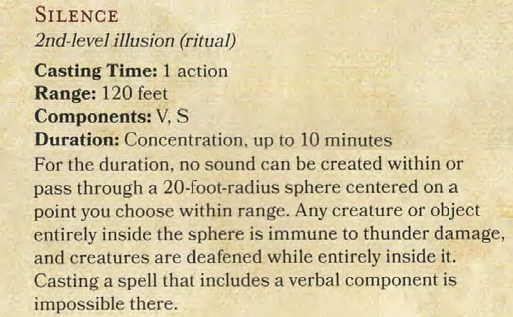 SILENCE
2nd-level illusion (ritual)
Casting Time: 1 action
Range: 120 feet
Components: V, S
Duration: Concentration, up to 10 minutes
For the duration, no sound can be created within or
pass through a 20-foot-radius sphere centered on a
point you choose within range. Any creature or object
entirely inside the sphere is immune to thunder damage,
and creatures are deafened while entirely inside it.
Casting a spell that includes a verbal component is
impossible there.